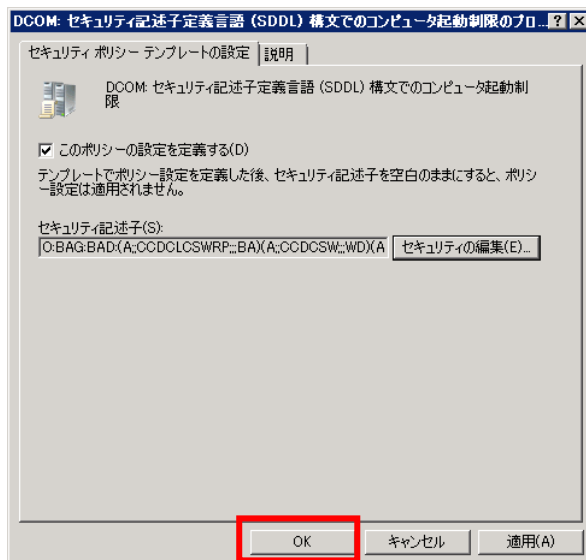 DCOM: セキュリティ記述子定義言語 (SDDL) 構文でのコンピュータ起動制限のプロ...
セキュリティ ポリシー テンプレートの設定 説明
DCOM: セキュリティ記述子定義言語 (SDDL) 構文でのコンピュータ起動制
限
このポリシーの設定を定義する(D)
テンプレートでポリシー設定を定義した後、セキュリティ記述子を空白のままにすると、ポリシ
ー設定は適用されません。
セキュリティ記述子(S):
O:BAG:BAD:(A;;CCDCLCSWRP;;;BA)(A;;CCDCSW;;;WD)(A セキュリティの編集(E)...
OK キャンセル 適用(A)